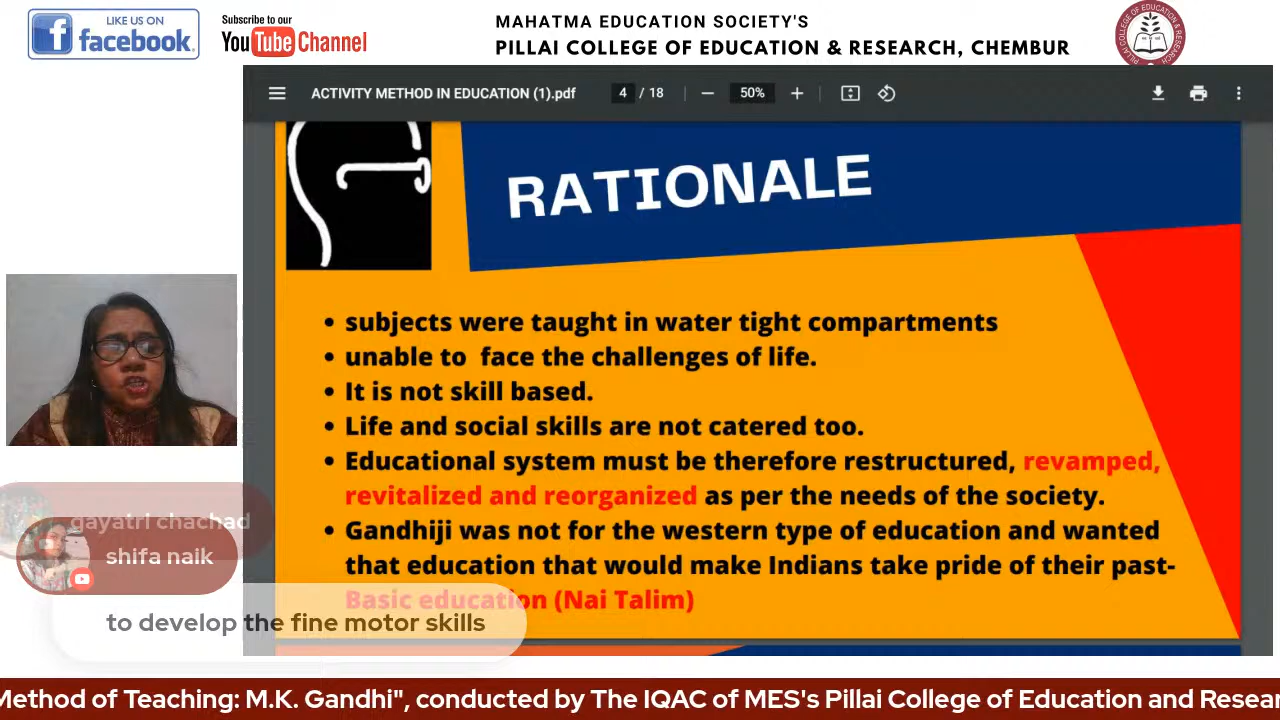 LIKE US ON
facebook.
Subscribe to our
YouTube Channel
MAHATMA EDUCATION SOCIETY'S
PILLAI COLLEGE OF EDUCATION & RESEARCH, CHEMBUR
ACTIVITY METHOD IN EDUCATION (1).pdf
4 / 18
50%
RATIONALE
• subjects were taught in water tight compartments
• unable to face the challenges of life.
• It is not skill based.
• Life and social skills are not catered too.
• Educational system must be therefore restructured, revamped,
revitalized and reorganized as per the needs of the society.
• Gandhiji was not for the western type of education and wanted
that education that would make Indians take pride of their past-
Basic education (Nai Talim)
gayatri chachad
shifa naik
to develop the fine motor skills
Method of Teaching: M.K. Gandhi", conducted by The IQAC of MES's Pillai College of Education and Resear